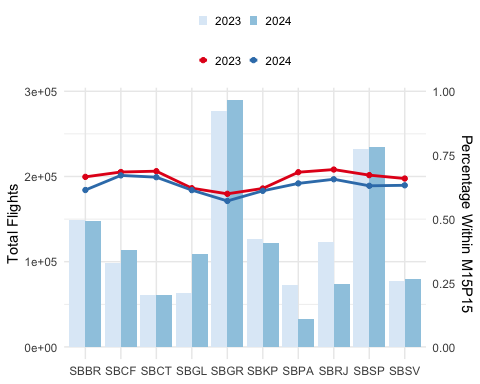 2023 2024
2023 2024
3e+05
2e+05
1e+05
0e+00
Total Flights
1.00
0.75
0.50
0.25
0.00
Percentage Within M15P15
SBBR SBCF SBCT SBGL SBGR SBKP SBPA SBRJ SBSP SBSV